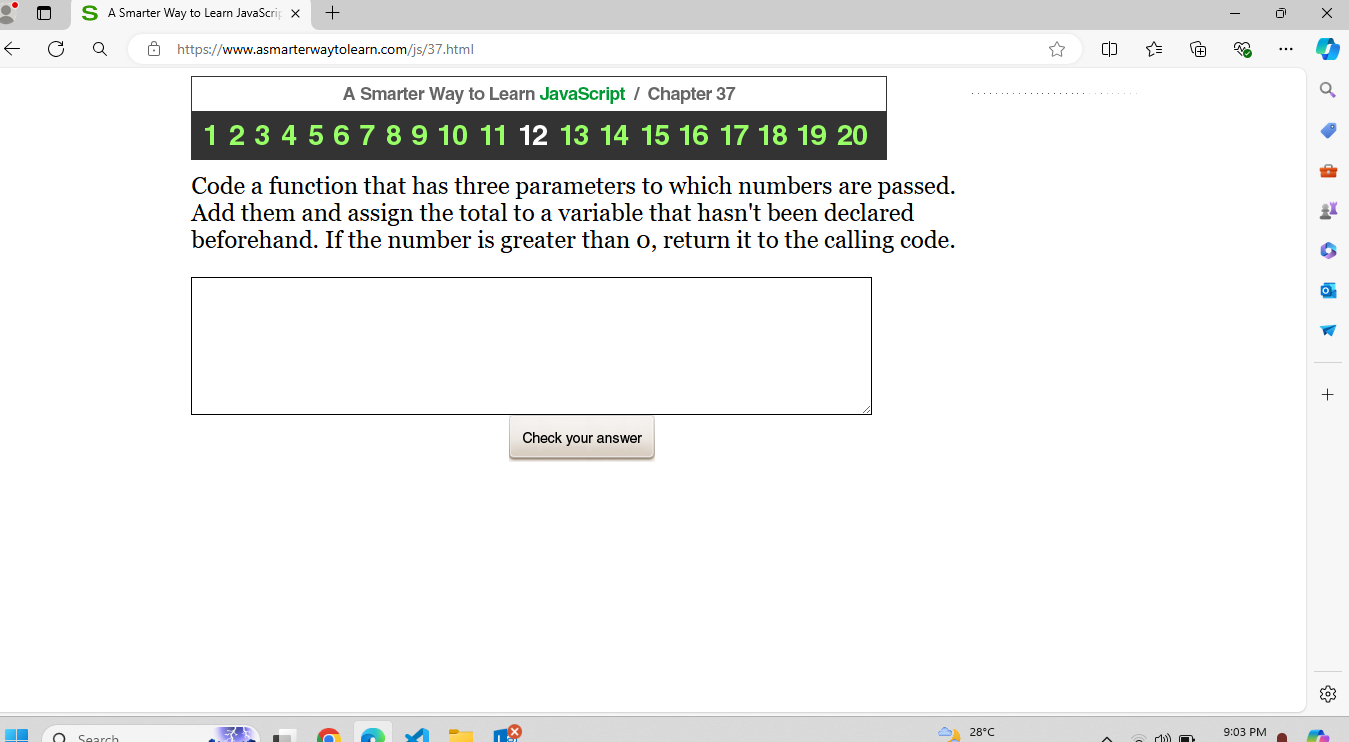 A Smarter Way to Learn JavaScrip
https://www.asmarterwaytolearn.com/js/37.html
A Smarter Way to Learn JavaScript / Chapter 37
1 2 3 4 5 6 7 8 9 10 11 12 13 14 15 16 17 18 19 20
Code a function that has three parameters to which numbers are passed.
Add them and assign the total to a variable that hasn't been declared
beforehand. If the number is greater than 0, return it to the calling code.
Check your answer
Search
28°C
9:03 PM